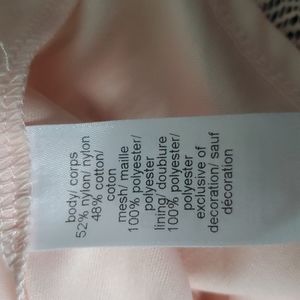 body/ corps
52% nylon/ nylon
48% cotton/
coton
mesh/ maille
100% polyester/
polyester
lining/ doublure
100% polyester/
polyester
exclusive of
decoration/ sauf
décoration